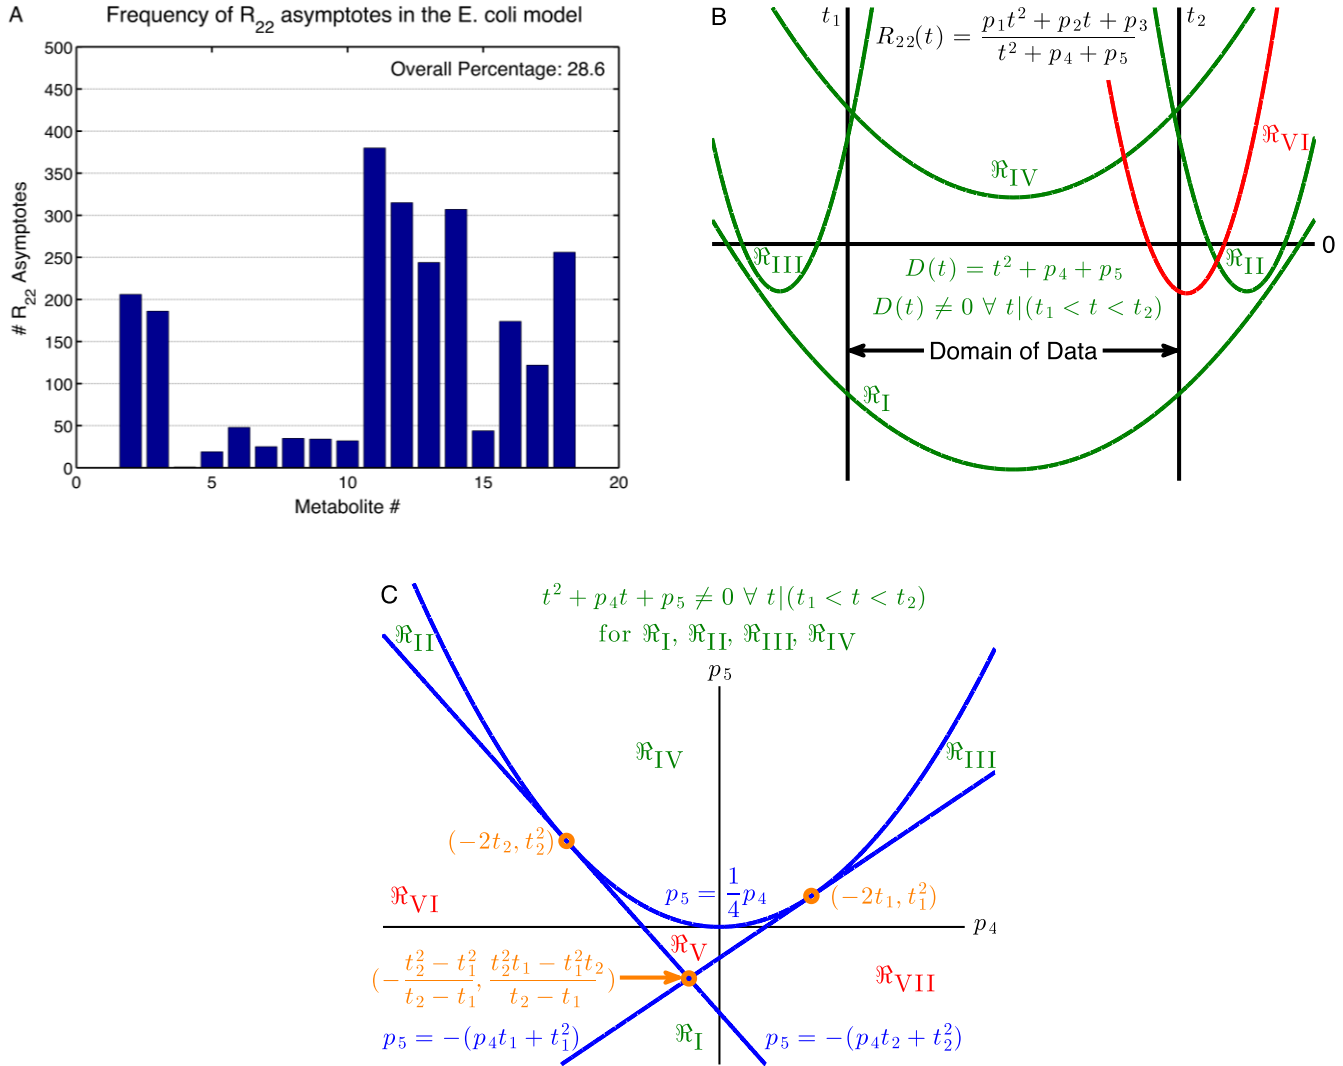 A
Frequency of R22 asymptotes in the E. coli model
Overall Percentage: 28.6
# R22 Asymptotes
500
450
400
350
300
250
200
150
100
50
0
0 5 10 15 20
Metabolite #
B
t1
t2
R22(t) = (p1t² + p2t + p3)/(t² + p4 + p5)
ℜVI
ℜIV
0
ℜIII
ℜII
D(t) = t² + p4 + p5
D(t) ≠ 0 ∀ t|(t1 < t < t2)
Domain of Data
ℜI
C
t² + p4t + p5 ≠ 0 ∀ t|(t1 < t < t2)
for ℜI, ℜII, ℜIII, ℜIV
ℜII
p5
ℜIV
ℜIII
(−2t2, t2²)
p5 = 1/4 p4
(−2t1, t1²)
ℜVI
p4
ℜV
(−(t2² − t1²)/(t2 − t1), (t2²t1 − t1²t2)/(t2 − t1))
ℜVII
p5 = −(p4t1 + t1²)
ℜI
p5 = −(p4t2 + t2²)